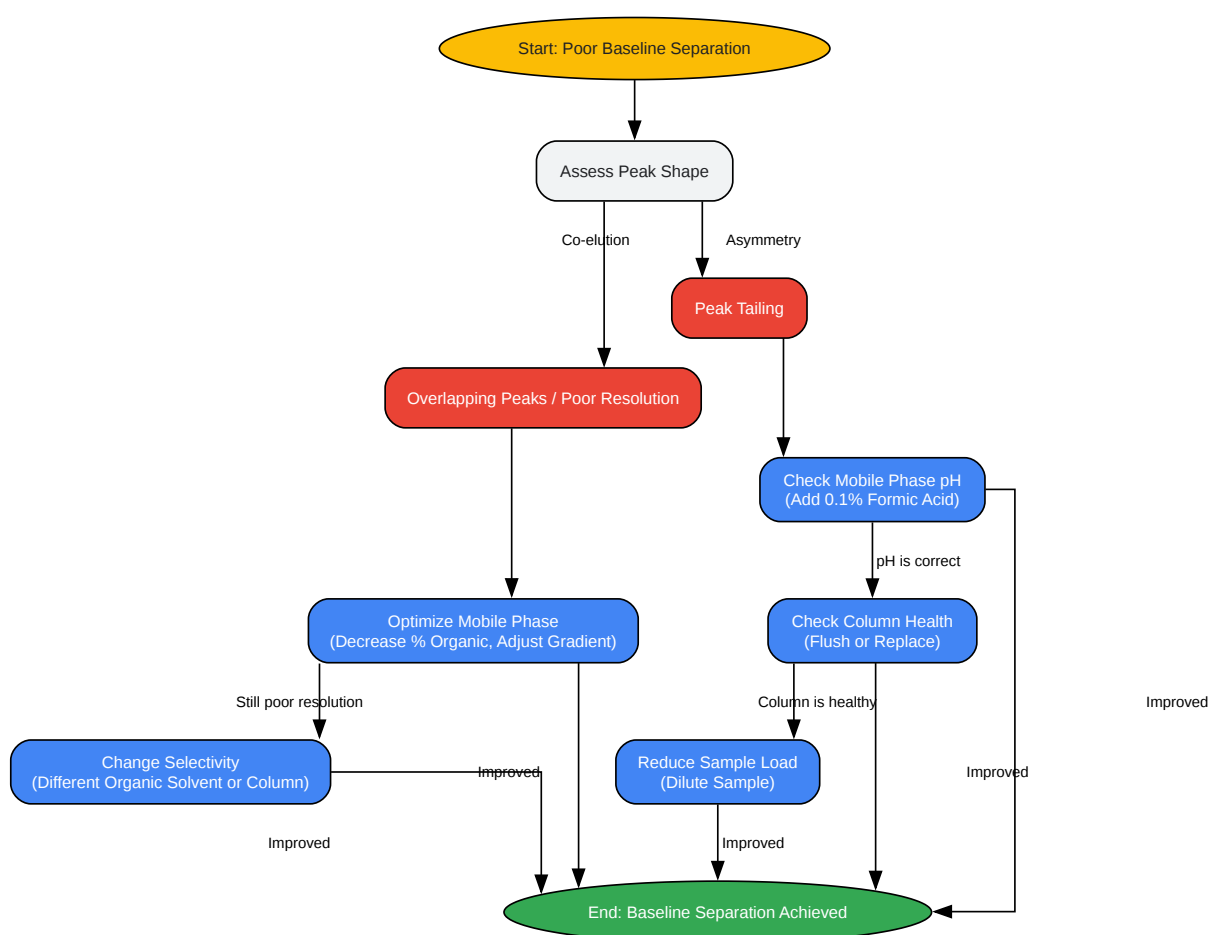 Start: Poor Baseline Separation
Assess Peak Shape
Co-elution
Asymmetry
Peak Tailing
Overlapping Peaks / Poor Resolution
Check Mobile Phase pH
(Add 0.1% Formic Acid)
pH is correct
Optimize Mobile Phase
(Decrease % Organic, Adjust Gradient)
Check Column Health
(Flush or Replace)
Still poor resolution
Column is healthy
Improved
Change Selectivity
(Different Organic Solvent or Column)
Improved
Reduce Sample Load
(Dilute Sample)
Improved
Improved
Improved
End: Baseline Separation Achieved